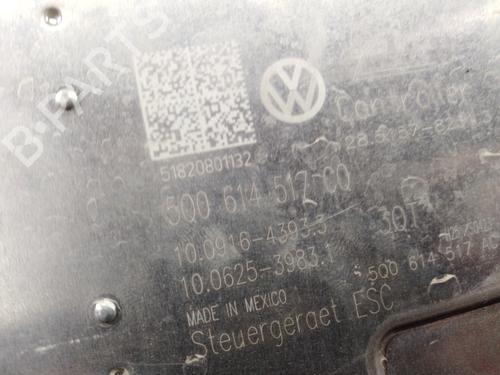 Controller
51820801132
5Q0 614 517 CQ
10.0916-4393.3 3QT
10.0625-3983.1
5Q0 614 517
MADE IN MEXICO
Steuergeraet ESC
B-PARTS